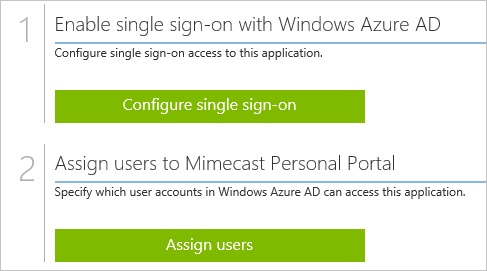 1
Enable single sign-on with Windows Azure AD
Configure single sign-on access to this application.
Configure single sign-on
2
Assign users to Mimecast Personal Portal
Specify which user accounts in Windows Azure AD can access this application.
Assign users